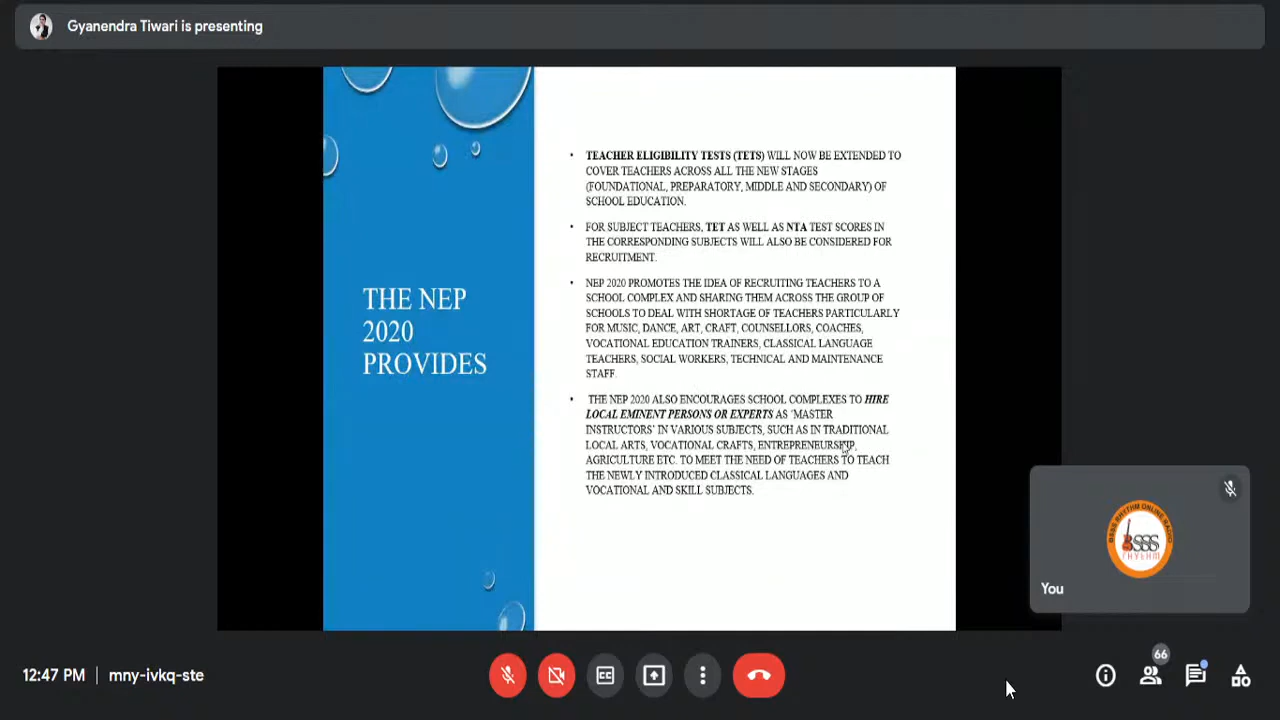 Gyanendra Tiwari is presenting
THE NEP
2020
PROVIDES
• TEACHER ELIGIBILITY TESTS (TETS) WILL NOW BE EXTENDED TO
COVER TEACHERS ACROSS ALL THE NEW STAGES
(FOUNDATIONAL, PREPARATORY, MIDDLE AND SECONDARY) OF
SCHOOL EDUCATION.
• FOR SUBJECT TEACHERS, TET AS WELL AS NTA TEST SCORES IN
THE CORRESPONDING SUBJECTS WILL ALSO BE CONSIDERED FOR
RECRUITMENT.
• NEP 2020 PROMOTES THE IDEA OF RECRUITING TEACHERS TO A
SCHOOL COMPLEX AND SHARING THEM ACROSS THE GROUP OF
SCHOOLS TO DEAL WITH SHORTAGE OF TEACHERS PARTICULARLY
FOR MUSIC, DANCE, ART, CRAFT, COUNSELLORS, COACHES,
VOCATIONAL EDUCATION TRAINERS, CLASSICAL LANGUAGE
TEACHERS, SOCIAL WORKERS, TECHNICAL AND MAINTENANCE
STAFF.
• THE NEP 2020 ALSO ENCOURAGES SCHOOL COMPLEXES TO HIRE
LOCAL EMINENT PERSONS OR EXPERTS AS ‘MASTER
INSTRUCTORS’ IN VARIOUS SUBJECTS, SUCH AS IN TRADITIONAL
LOCAL ARTS, VOCATIONAL CRAFTS, ENTREPRENEURSHIP,
AGRICULTURE ETC. TO MEET THE NEED OF TEACHERS TO TEACH
THE NEWLY INTRODUCED CLASSICAL LANGUAGES AND
VOCATIONAL AND SKILL SUBJECTS.
BSSS RHYTHM ONLINE RADIO
BSSS
RHYTHM
You
12:47 PM | mny-ivkq-ste
CC
66